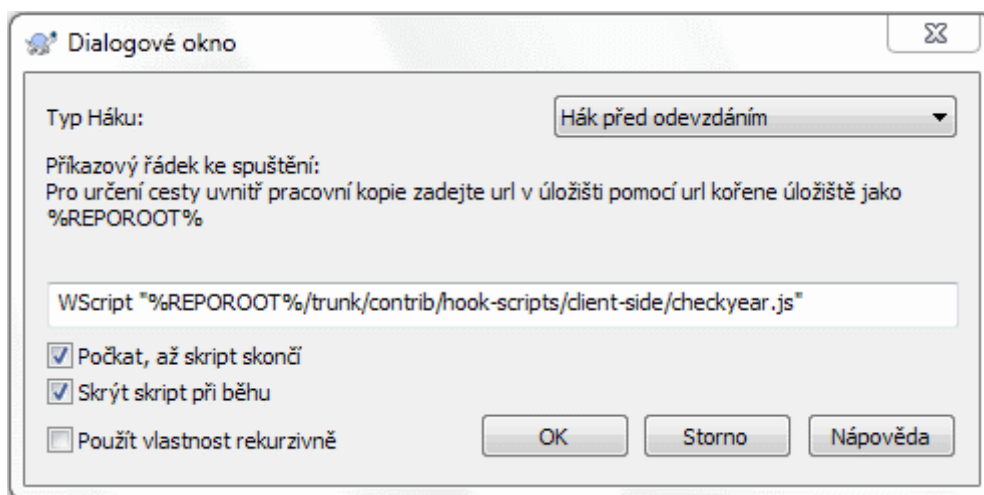 Dialogové okno
Typ Háku:
Hák před odevzdáním
Příkazový řádek ke spuštění:
Pro určení cesty uvnitř pracovní kopie zadejte url v úložišti pomocí url kořene úložiště jako
%REPOROOT%
WScript "%REPOROOT%/trunk/contrib/hook-scripts/client-side/checkyear.js"
Počkat, až skript skončí
Skrýt skript při běhu
Použít vlastnost rekurzivně
OK
Storno
Nápověda